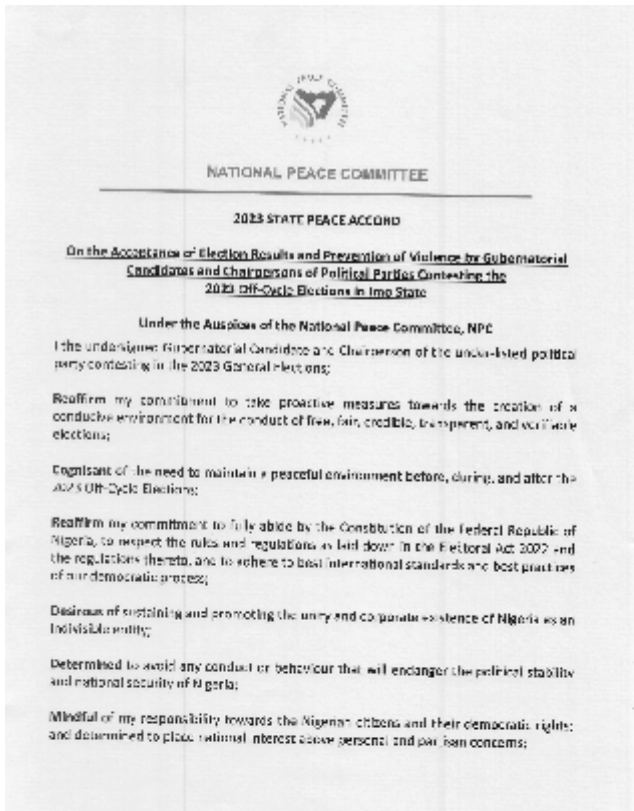 NATIONAL PEACE COMMITTEE
NATIONAL PEACE COMMITTEE
2023 STATE PEACE ACCORD
On the Acceptance of Election Results and Prevention of Violence by Gubernatorial
Candidates and Chairpersons of Political Parties Contesting the
2023 Off-Cycle Elections in Imo State
Under the Auspices of the National Peace Committee, NPC
I the undersigned Gubernatorial Candidate and Chairperson of the under-listed political
party contesting in the 2023 General Elections;
Reaffirm my commitment to take proactive measures towards the creation of a
conducive environment for the conduct of free, fair, credible, transparent, and verifiable
elections;
Cognisant of the need to maintain a peaceful environment before, during, and after the
2023 Off-Cycle Elections;
Reaffirm my commitment to fully abide by the Constitution of the Federal Republic of
Nigeria, to respect the rules and regulations as laid down in the Electoral Act 2022 and
the regulations thereto, and to adhere to best international standards and best practices
of our democratic process;
Desirous of sustaining and promoting the unity and corporate existence of Nigeria as an
indivisible entity;
Determined to avoid any conduct or behaviour that will endanger the political stability
and national security of Nigeria;
Mindful of my responsibility towards the Nigerian citizens and their democratic rights;
and determined to place national interest above personal and partisan concerns;